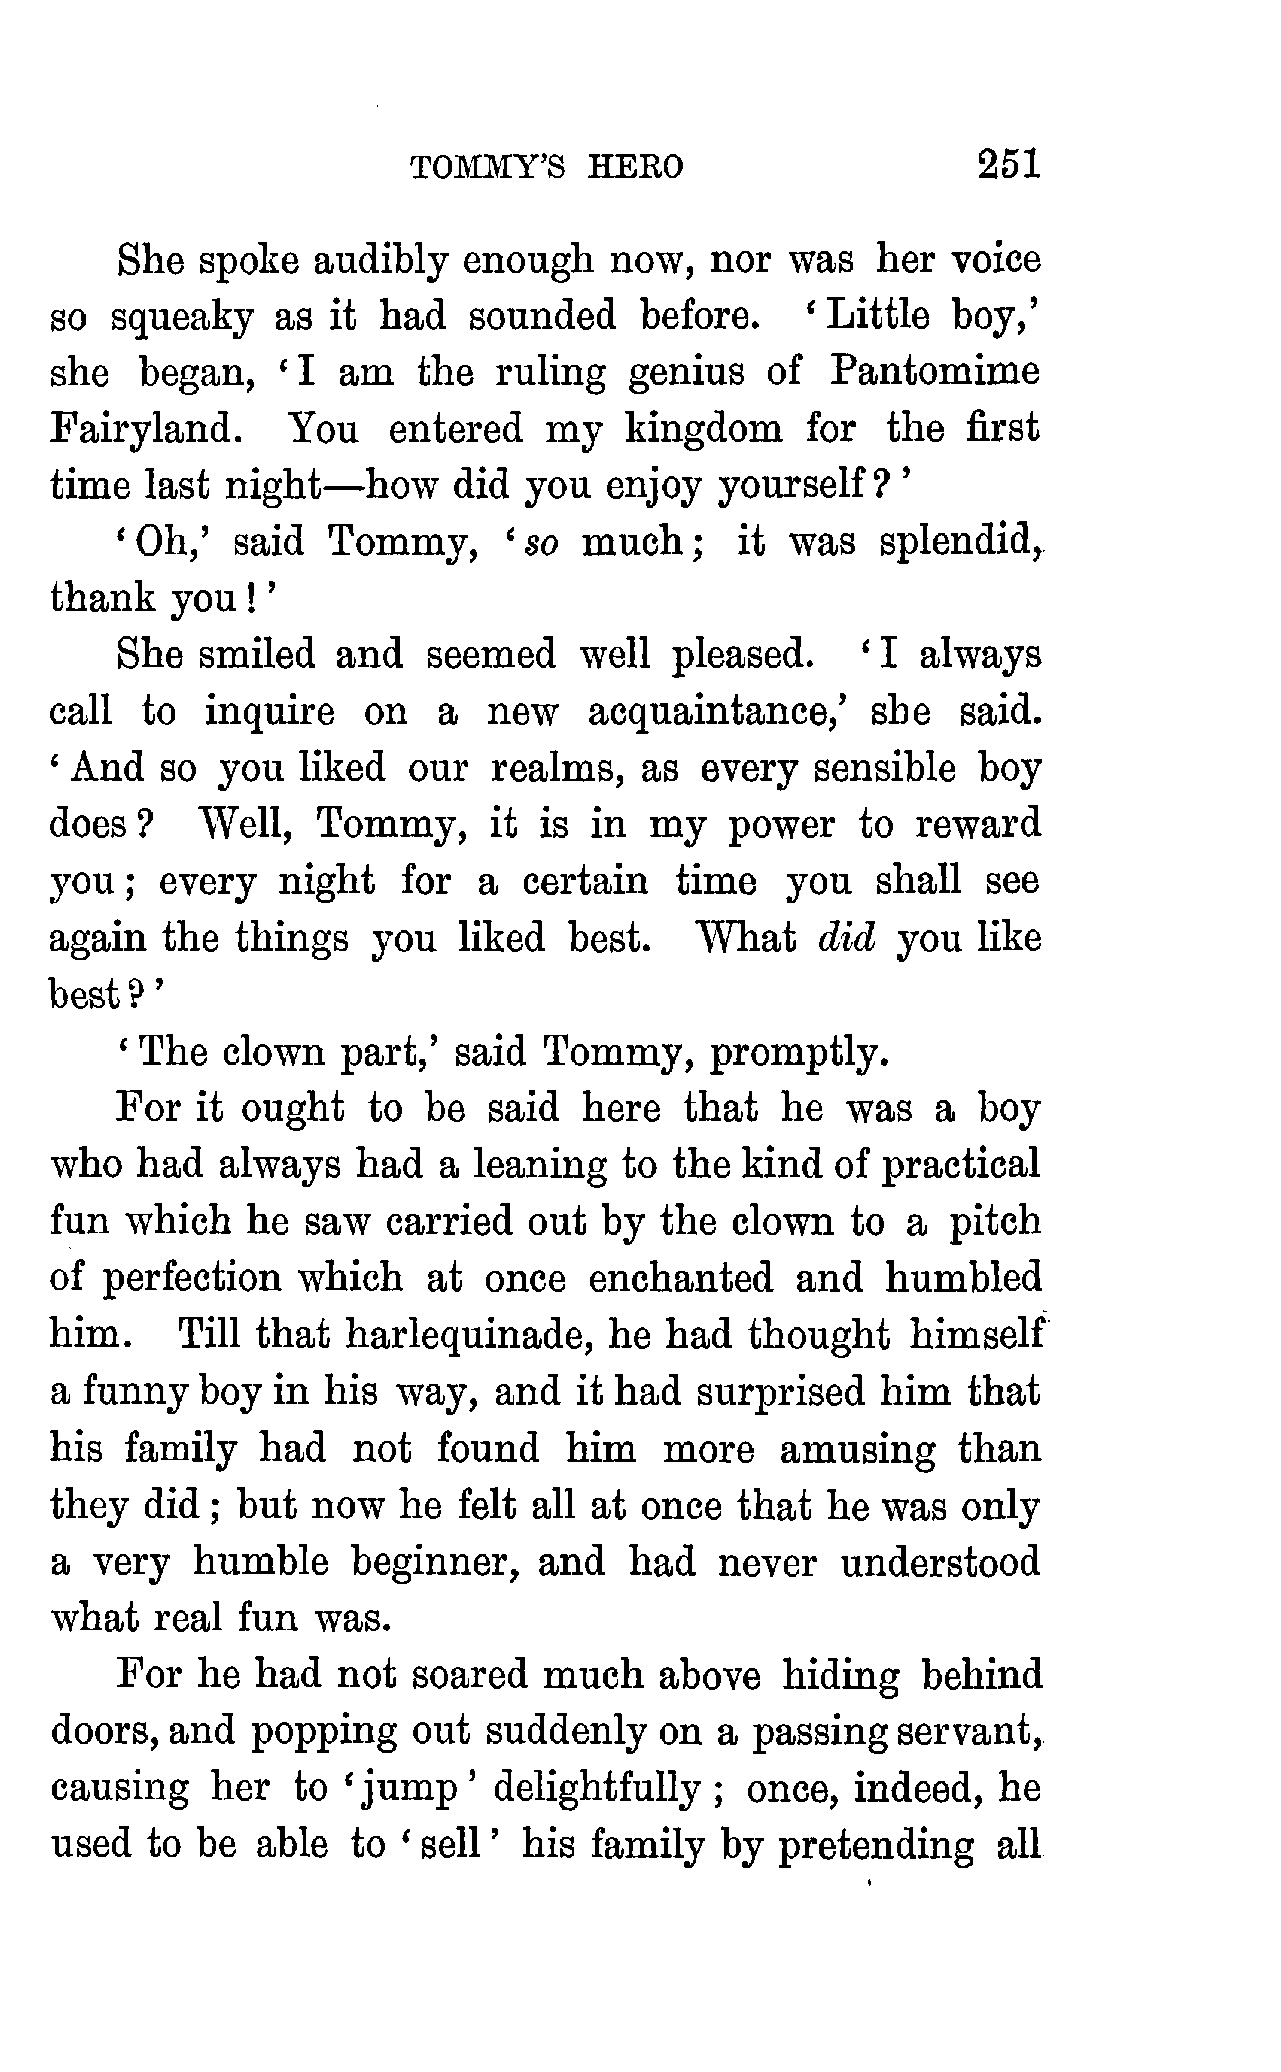 TOMMY'S HERO 251
She spoke audibly enough now, nor was her voice
so squeaky as it had sounded before. ‘Little boy,’
she began, ‘I am the ruling genius of Pantomime
Fairyland. You entered my kingdom for the first
time last night—how did you enjoy yourself?’
‘Oh,’ said Tommy, ‘so much; it was splendid,
thank you!’
She smiled and seemed well pleased. ‘I always
call to inquire on a new acquaintance,’ she said.
‘And so you liked our realms, as every sensible boy
does? Well, Tommy, it is in my power to reward
you; every night for a certain time you shall see
again the things you liked best. What did you like
best?’
‘The clown part,’ said Tommy, promptly.
For it ought to be said here that he was a boy
who had always had a leaning to the kind of practical
fun which he saw carried out by the clown to a pitch
of perfection which at once enchanted and humbled
him. Till that harlequinade, he had thought himself
a funny boy in his way, and it had surprised him that
his family had not found him more amusing than
they did; but now he felt all at once that he was only
a very humble beginner, and had never understood
what real fun was.
For he had not soared much above hiding behind
doors, and popping out suddenly on a passing servant,
causing her to ‘jump’ delightfully; once, indeed, he
used to be able to ‘sell’ his family by pretending all